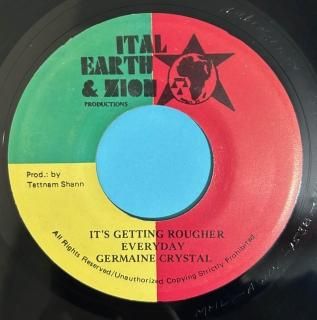 ITAL
EARTH
& ZION
PRODUCTIONS
Prod.: by
Tattnam Shann
IT'S GETTING ROUGHER
EVERYDAY
GERMAINE CRYSTAL
All Rights Reserved/Unauthorized Copying Strictly Prohibited